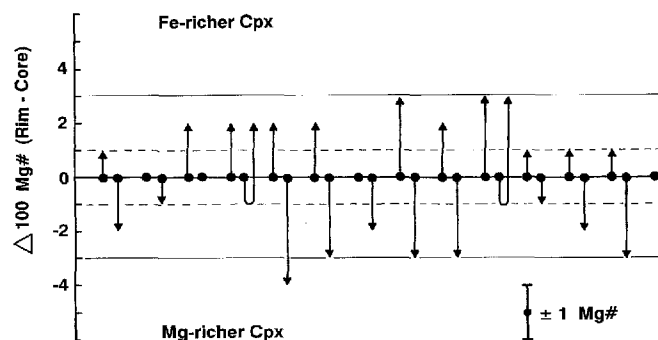 Fe-richer Cpx
△ 100 Mg# (Rim - Core)
4
2
0
-2
-4
± 1 Mg#
Mg-richer Cpx